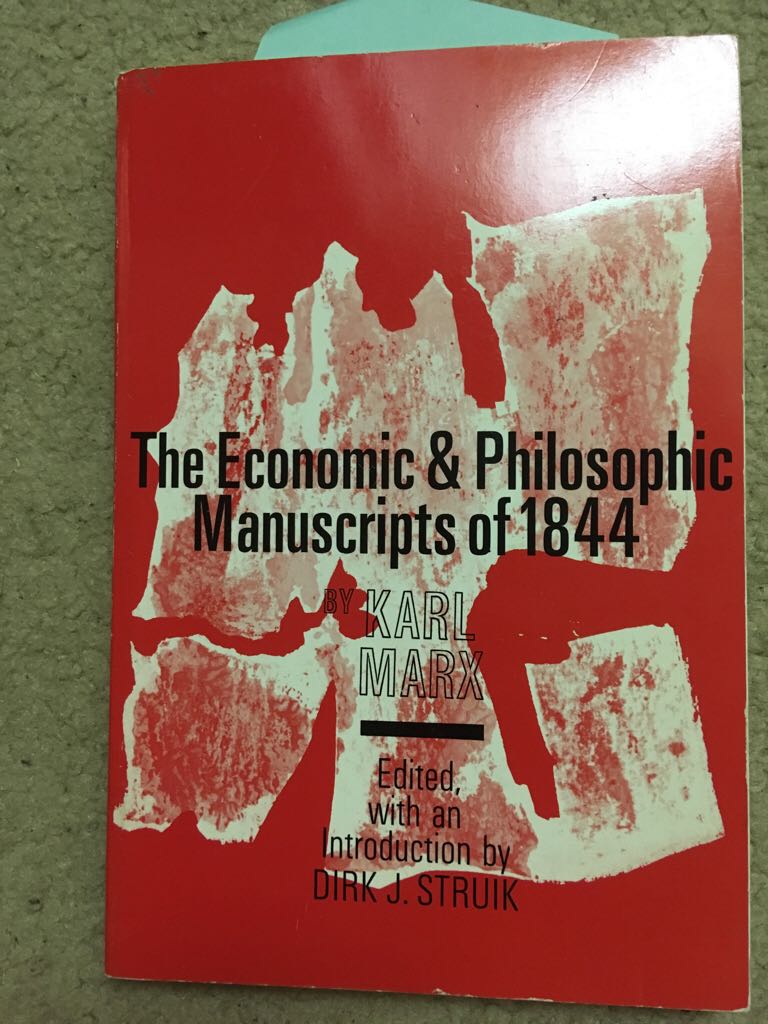 The Economic & Philosophic
Manuscripts of 1844
BY KARL
MARX
Edited,
with an
Introduction by
DIRK J. STRUIK